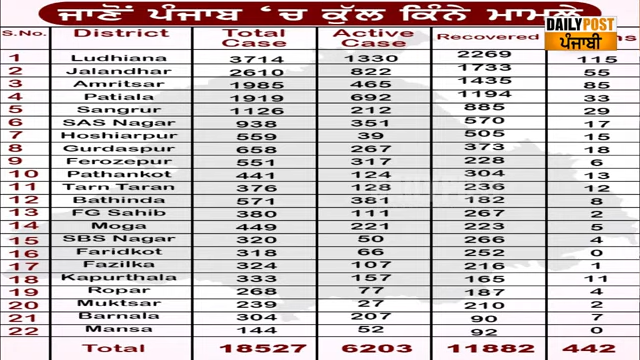 ਜਾਣੋਂ ਪੰਜਾਬ ‘ਚ ਕੁੱਲ ਕਿੰਨੇ ਮਾਮਲੇ
DAILY POST
ਪੰਜਾਬੀ
S.No. District Total Case Active Case Recovered
1 Ludhiana 3714 1330 2269 115
2 Jalandhar 2610 822 1733 55
3 Amritsar 1985 465 1435 85
4 Patiala 1919 692 1194 33
5 Sangrur 1126 212 885 29
6 SAS Nagar 938 351 570 17
7 Hoshiarpur 559 39 505 15
8 Gurdaspur 658 267 373 18
9 Ferozepur 551 317 228 6
10 Pathankot 441 124 304 13
11 Tarn Taran 376 128 236 12
12 Bathinda 571 381 182 8
13 FG Sahib 380 111 267 2
14 Moga 449 221 223 5
15 SBS Nagar 320 50 266 4
16 Faridkot 318 66 252 0
17 Fazilka 324 107 216 1
18 Kapurthala 333 157 165 11
19 Ropar 268 77 187 4
20 Muktsar 239 27 210 2
21 Barnala 304 207 90 7
22 Mansa 144 52 92 0
Total 18527 6203 11882 442